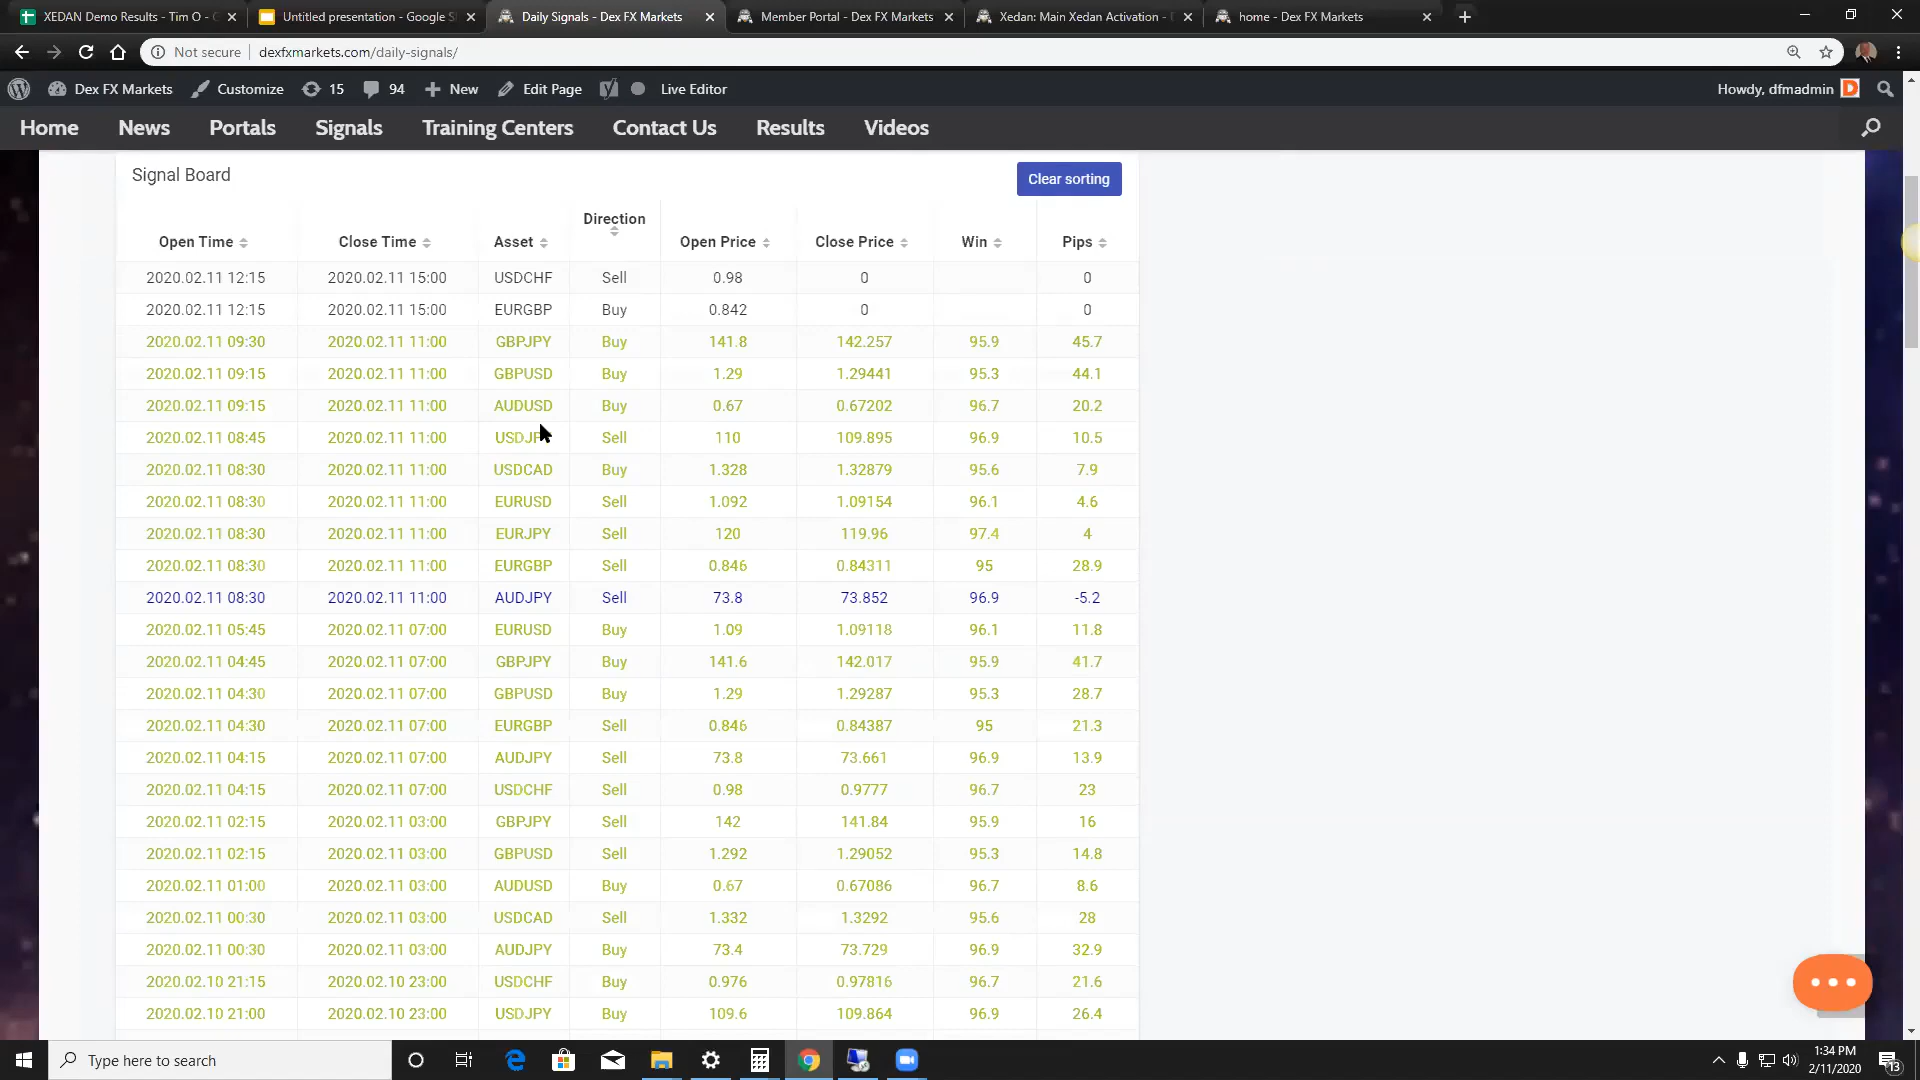 XEDAN Demo Results - Tim O - G
Untitled presentation - Google S
Daily Signals - Dex FX Markets
Member Portal - Dex FX Markets
Xedan: Main Xedan Activation - D
home - Dex FX Markets
Not secure
dexfxmarkets.com/daily-signals/
Dex FX Markets
Customize
15
94
New
Edit Page
Live Editor
Howdy, dfmadmin
Home
News
Portals
Signals
Training Centers
Contact Us
Results
Videos
Signal Board
Clear sorting
Open Time Close Time Asset Direction Open Price Close Price Win Pips
2020.02.11 12:15 2020.02.11 15:00 USDCHF Sell 0.98 0 0
2020.02.11 12:15 2020.02.11 15:00 EURGBP Buy 0.842 0 0
2020.02.11 09:30 2020.02.11 11:00 GBPJPY Buy 141.8 142.257 95.9 45.7
2020.02.11 09:15 2020.02.11 11:00 GBPUSD Buy 1.29 1.29441 95.3 44.1
2020.02.11 09:15 2020.02.11 11:00 AUDUSD Buy 0.67 0.67202 96.7 20.2
2020.02.11 08:45 2020.02.11 11:00 USDJP Sell 110 109.895 96.9 10.5
2020.02.11 08:30 2020.02.11 11:00 USDCAD Buy 1.328 1.32879 95.6 7.9
2020.02.11 08:30 2020.02.11 11:00 EURUSD Sell 1.092 1.09154 96.1 4.6
2020.02.11 08:30 2020.02.11 11:00 EURJPY Sell 120 119.96 97.4 4
2020.02.11 08:30 2020.02.11 11:00 EURGBP Sell 0.846 0.84311 95 28.9
2020.02.11 08:30 2020.02.11 11:00 AUDJPY Sell 73.8 73.852 96.9 -5.2
2020.02.11 05:45 2020.02.11 07:00 EURUSD Buy 1.09 1.09118 96.1 11.8
2020.02.11 04:45 2020.02.11 07:00 GBPJPY Buy 141.6 142.017 95.9 41.7
2020.02.11 04:30 2020.02.11 07:00 GBPUSD Buy 1.29 1.29287 95.3 28.7
2020.02.11 04:30 2020.02.11 07:00 EURGBP Sell 0.846 0.84387 95 21.3
2020.02.11 04:15 2020.02.11 07:00 AUDJPY Sell 73.8 73.661 96.9 13.9
2020.02.11 04:15 2020.02.11 07:00 USDCHF Sell 0.98 0.9777 96.7 23
2020.02.11 02:15 2020.02.11 03:00 GBPJPY Sell 142 141.84 95.9 16
2020.02.11 02:15 2020.02.11 03:00 GBPUSD Sell 1.292 1.29052 95.3 14.8
2020.02.11 01:00 2020.02.11 03:00 AUDUSD Buy 0.67 0.67086 96.7 8.6
2020.02.11 00:30 2020.02.11 03:00 USDCAD Sell 1.332 1.3292 95.6 28
2020.02.11 00:30 2020.02.11 03:00 AUDJPY Buy 73.4 73.729 96.9 32.9
2020.02.10 21:15 2020.02.10 23:00 USDCHF Buy 0.976 0.97816 96.7 21.6
2020.02.10 21:00 2020.02.10 23:00 USDJPY Buy 109.6 109.864 96.9 26.4
Type here to search
1:34 PM
2/11/2020
13